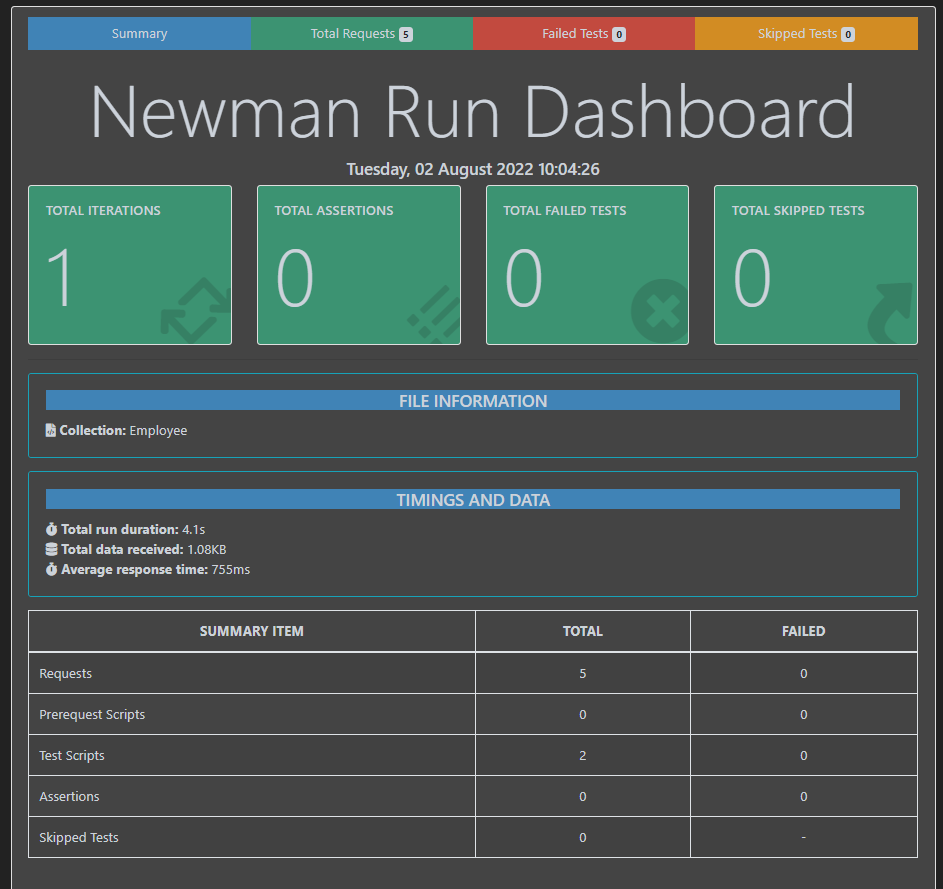 Summary Total Requests 5 Failed Tests 0 Skipped Tests 0
Newman Run Dashboard
Tuesday, 02 August 2022 10:04:26
TOTAL ITERATIONS
1
TOTAL ASSERTIONS
0
TOTAL FAILED TESTS
0
TOTAL SKIPPED TESTS
0
FILE INFORMATION
Collection: Employee
TIMINGS AND DATA
Total run duration: 4.1s
Total data received: 1.08KB
Average response time: 755ms
SUMMARY ITEM TOTAL FAILED
Requests 5 0
Prerequest Scripts 0 0
Test Scripts 2 0
Assertions 0 0
Skipped Tests 0 -